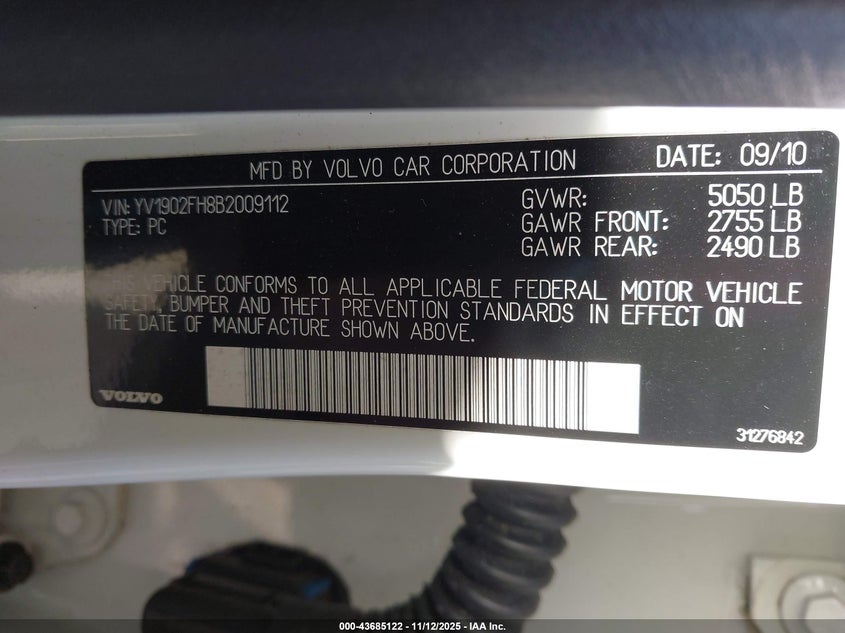 MFD BY VOLVO CAR CORPORATION DATE: 09/10
VIN: YV1902FH8B2009112 GVWR: 5050 LB
TYPE: PC GAWR FRONT: 2755 LB
GAWR REAR: 2490 LB
THIS VEHICLE CONFORMS TO ALL APPLICABLE FEDERAL MOTOR VEHICLE
SAFETY, BUMPER AND THEFT PREVENTION STANDARDS IN EFFECT ON
THE DATE OF MANUFACTURE SHOWN ABOVE.
VOLVO
31276842
000-43685122 - 11/12/2025 - IAA Inc.